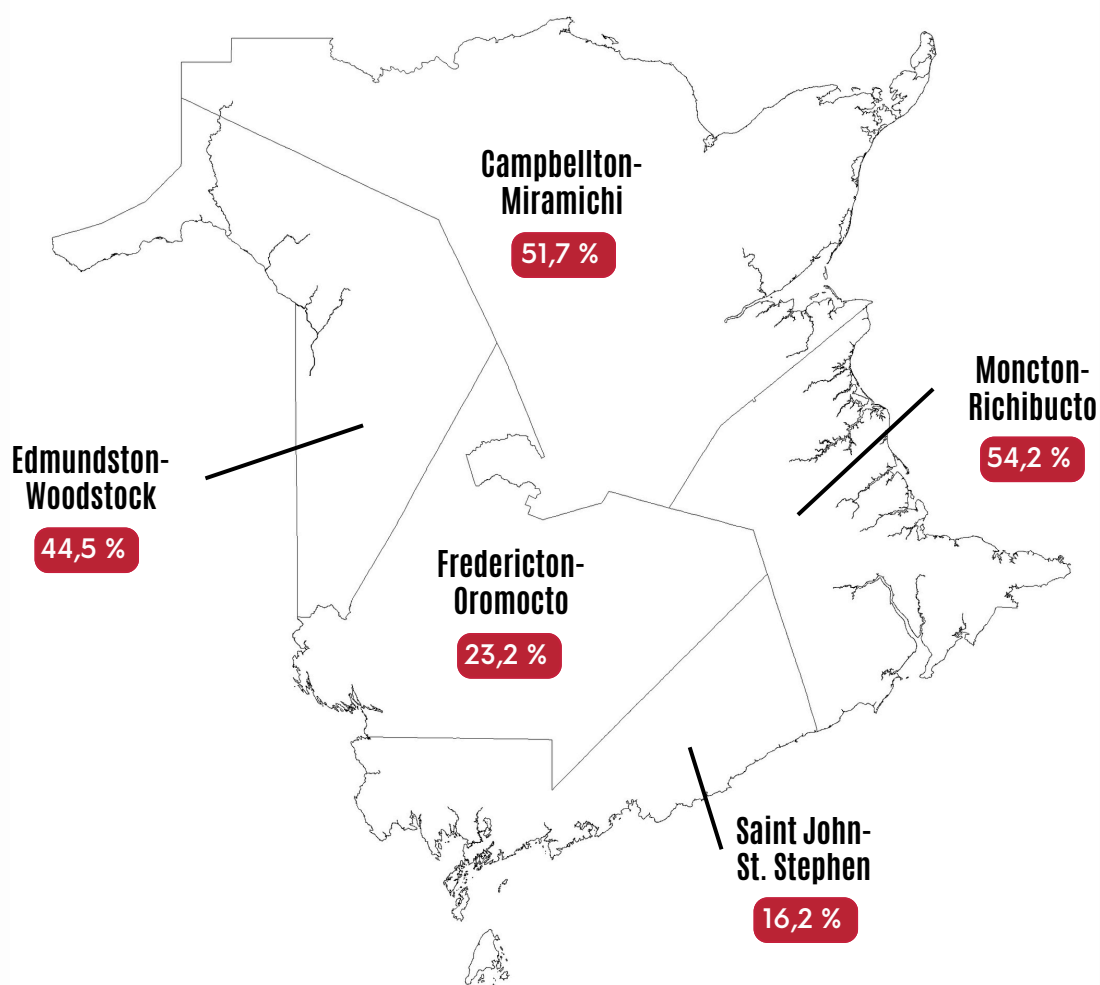 Campbellton-
Miramichi
51,7 %
Moncton-
Richibucto
54,2 %
Edmundston-
Woodstock
44,5 %
Fredericton-
Oromocto
23,2 %
Saint John-
St. Stephen
16,2 %